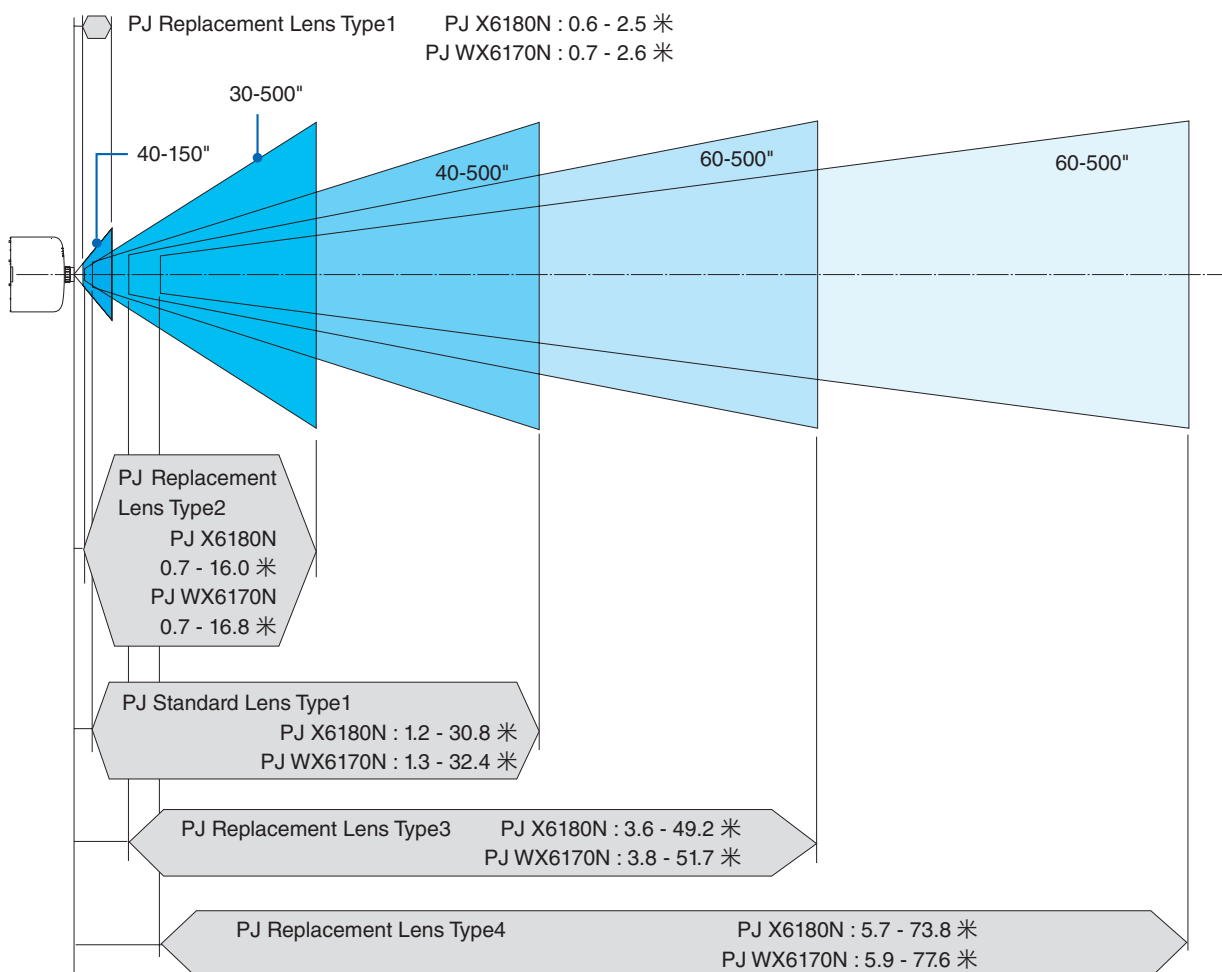 PJ Replacement Lens Type1 PJ X6180N : 0.6 - 2.5 米
PJ WX6170N : 0.7 - 2.6 米
30-500"
40-150"
40-500"
60-500"
60-500"
PJ Replacement
Lens Type2
PJ X6180N
0.7 - 16.0 米
PJ WX6170N
0.7 - 16.8 米
PJ Standard Lens Type1
PJ X6180N : 1.2 - 30.8 米
PJ WX6170N : 1.3 - 32.4 米
PJ Replacement Lens Type3 PJ X6180N : 3.6 - 49.2 米
PJ WX6170N : 3.8 - 51.7 米
PJ Replacement Lens Type4 PJ X6180N : 5.7 - 73.8 米
PJ WX6170N : 5.9 - 77.6 米